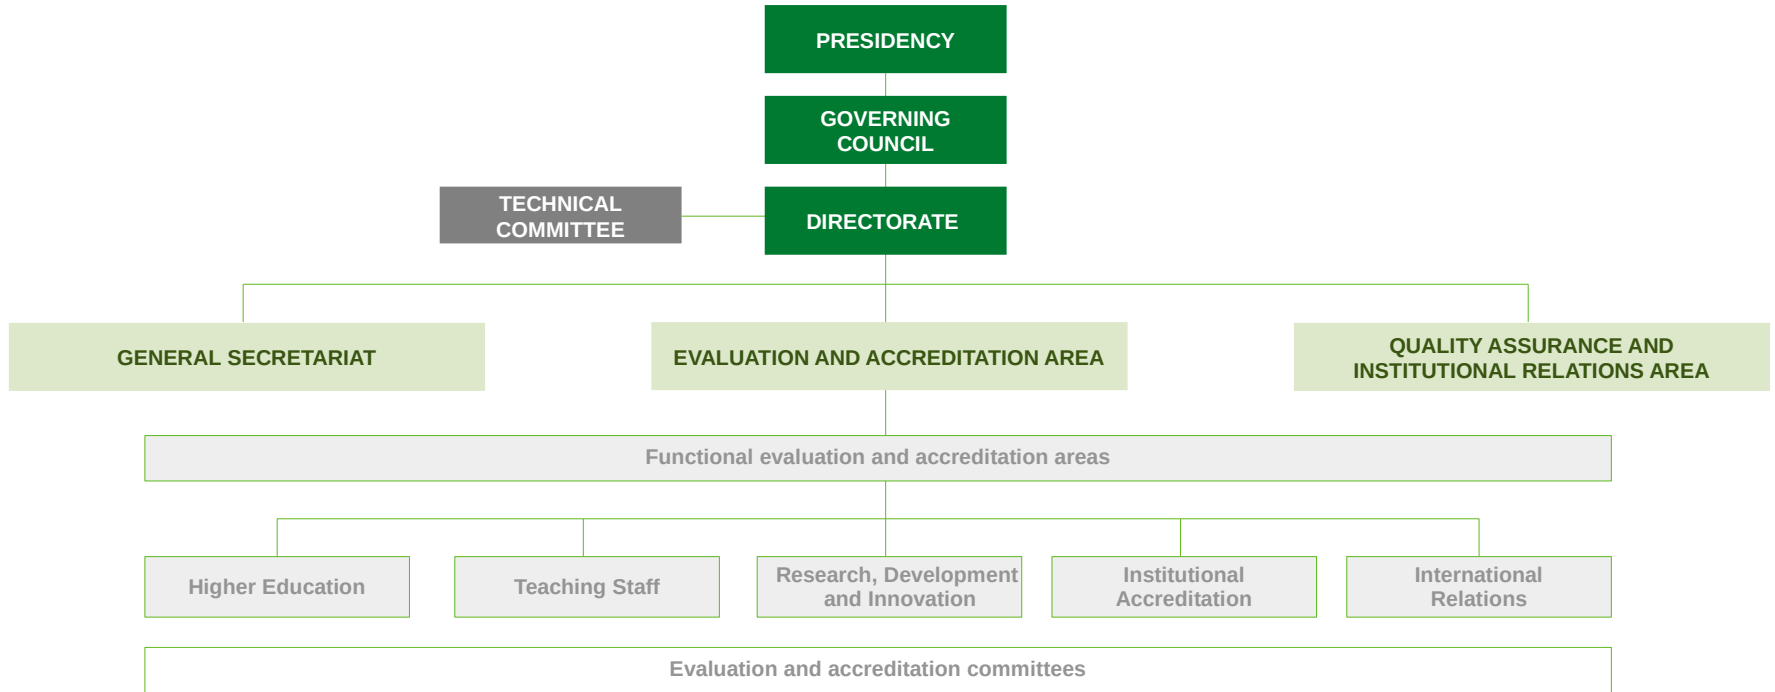 PRESIDENCY
GOVERNING
COUNCIL
TECHNICAL
COMMITTEE
DIRECTORATE
GENERAL SECRETARIAT
EVALUATION AND ACCREDITATION AREA
QUALITY ASSURANCE AND
INSTITUTIONAL RELATIONS AREA
Functional evaluation and accreditation areas
Higher Education
Teaching Staff
Research, Development
and Innovation
Institutional
Accreditation
International
Relations
Evaluation and accreditation committees